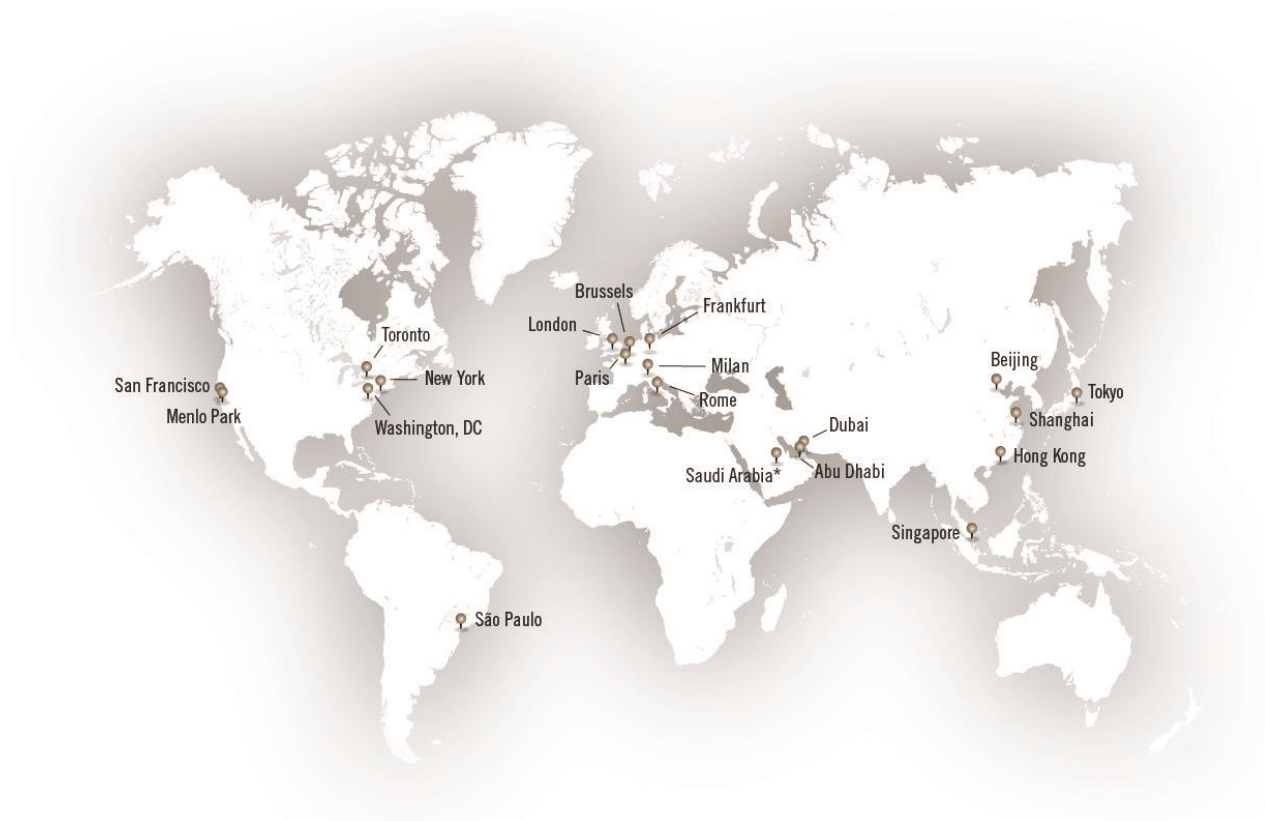 Brussels
Frankfurt
London
Toronto
Milan
Beijing
New York
Paris
San Francisco
Rome
Tokyo
Menlo Park
Washington, DC
Dubai
Shanghai
Hong Kong
Saudi Arabia*
Abu Dhabi
Singapore
São Paulo